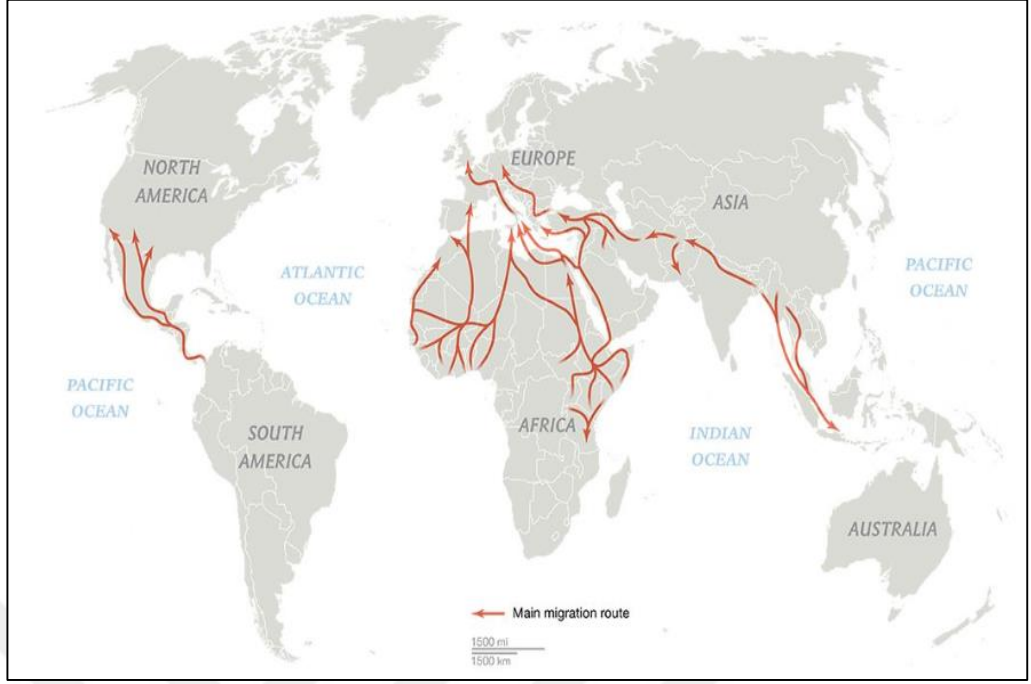 NORTH
AMERICA
EUROPE
ASIA
ATLANTIC
OCEAN
PACIFIC
OCEAN
PACIFIC
OCEAN
SOUTH
AMERICA
AFRICA
INDIAN
OCEAN
AUSTRALIA
Main migration route
1500 mi
1500 km